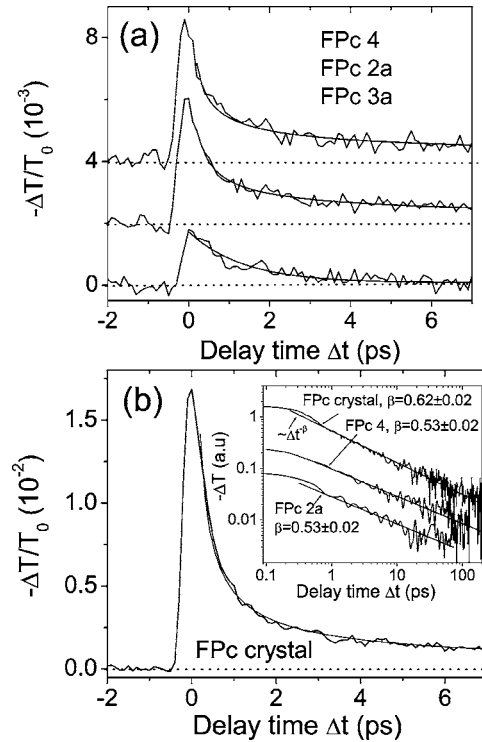 (a)
FPc 4
FPc 2a
FPc 3a
8
4
0
-ΔT/T₀ (10⁻³)
-2 0 2 4 6
Delay time Δt (ps)
(b)
1.5
1.0
0.5
0.0
-ΔT/T₀ (10⁻²)
FPc crystal
-2 0 2 4 6
Delay time Δt (ps)
FPc crystal, β=0.62±0.02
~Δt^-β
FPc 4, β=0.53±0.02
FPc 2a
β=0.53±0.02
1
0.1
0.01
-ΔT (a.u)
0.1 1 10 100
Delay time Δt (ps)